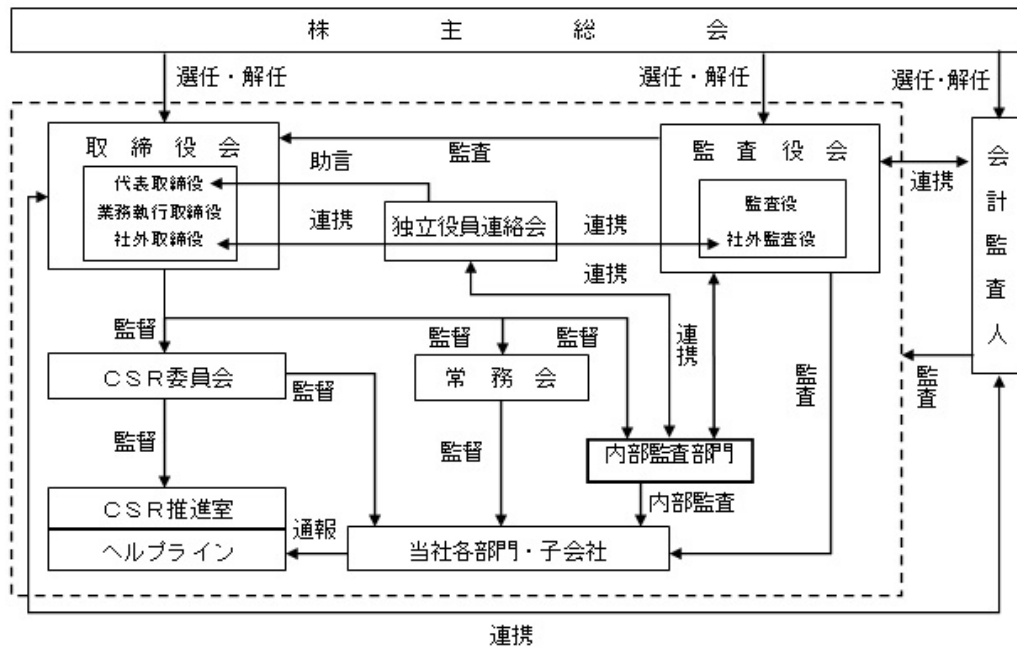 株主総会
選任・解任
選任・解任
選任・解任
取締役会
代表取締役
業務執行取締役
社外取締役
監査
助言
連携
独立役員連絡会
連携
監査役会
監査役
社外監査役
連携
会計監査人
連携
監督
監督
監督
連携
監査
監査
CSR委員会
監督
常務会
監督
監督
内部監査部門
内部監査
CSR推進室
ヘルプライン
通報
当社各部門・子会社
連携